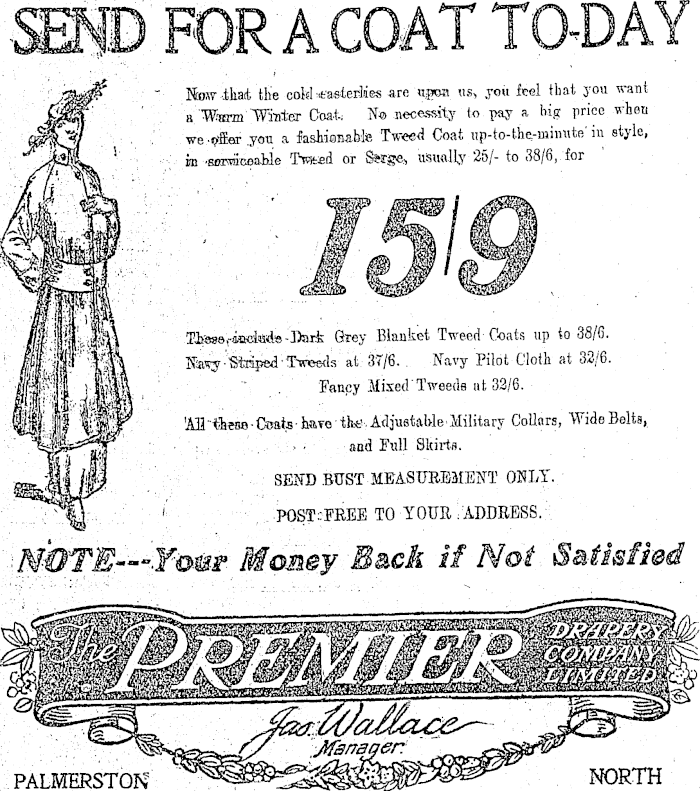 SEND FOR A COAT TO-DAY
Now that the cold easterlies are upon us, you feel that you want
a Warm Winter Coat. No necessity to pay a big price when
we offer you a fashionable Tweed Coat up-to-the-minute in style,
in serviceable Tweed or Serge, usually 25/- to 38/6, for
15/9
These include Dark Grey Blanket Tweed Coats up to 38/6.
Navy Striped Tweeds at 37/6. Navy Pilot Cloth at 32/6.
Fancy Mixed Tweeds at 32/6.
All these Coats have the Adjustable Military Collars, Wide Belts,
and Full Skirts.
SEND BUST MEASUREMENT ONLY.
POST FREE TO YOUR ADDRESS.
NOTE---Your Money Back if Not Satisfied
The PREMIER DRAPERY
COMPANY
LIMITED
Jas. Wallace
Manager.
PALMERSTON NORTH